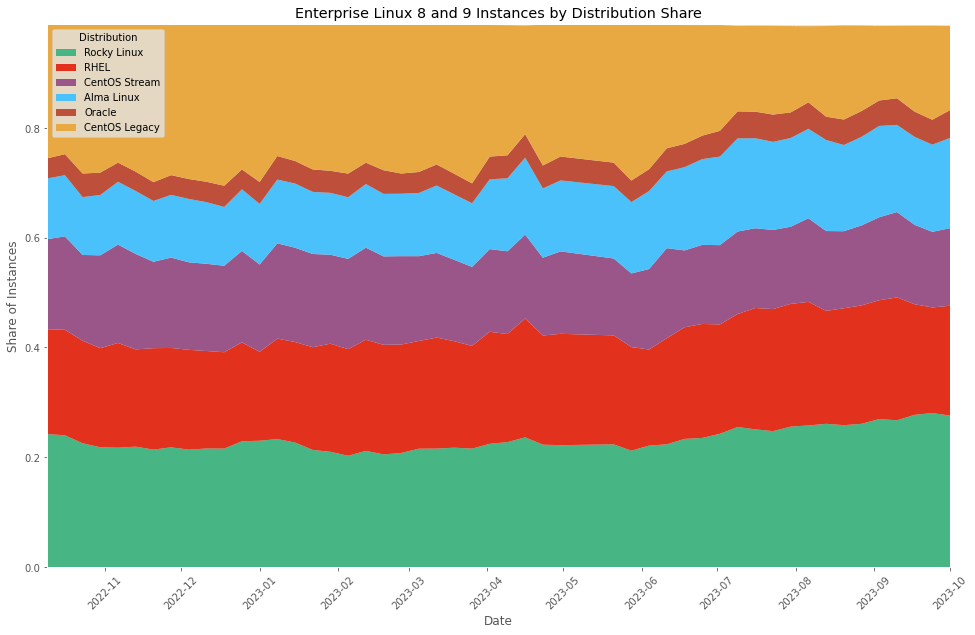 Enterprise Linux 8 and 9 Instances by Distribution Share
Distribution
Rocky Linux
RHEL
CentOS Stream
Alma Linux
Oracle
CentOS Legacy
Share of Instances
0.8
0.6
0.4
0.2
0.0
2022-11
2022-12
2023-01
2023-02
2023-03
2023-04
2023-05
2023-06
2023-07
2023-08
2023-09
2023-10
Date